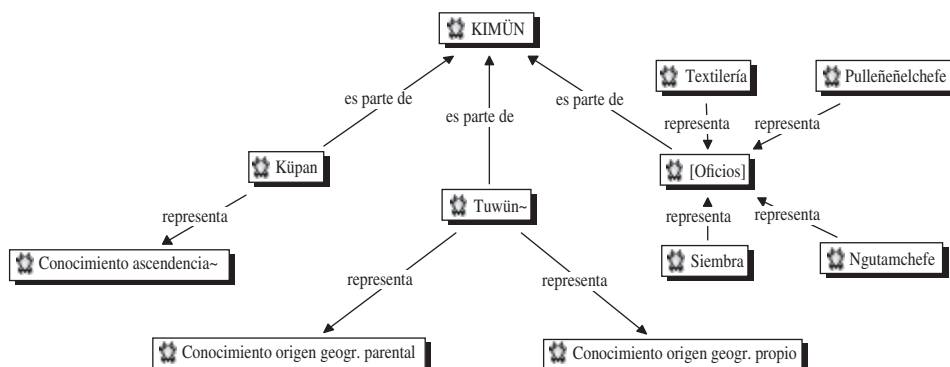 KIMÜN
Textilería
Pulleñeñelchefe
es parte de
es parte de
es parte de
representa
representa
Küpan
[Oficios]
Tuwün~
representa
representa
representa
Conocimiento ascendencia~
Siembra
Ngutamchefe
representa
representa
Conocimiento origen geogr. parental
Conocimiento origen geogr. propio